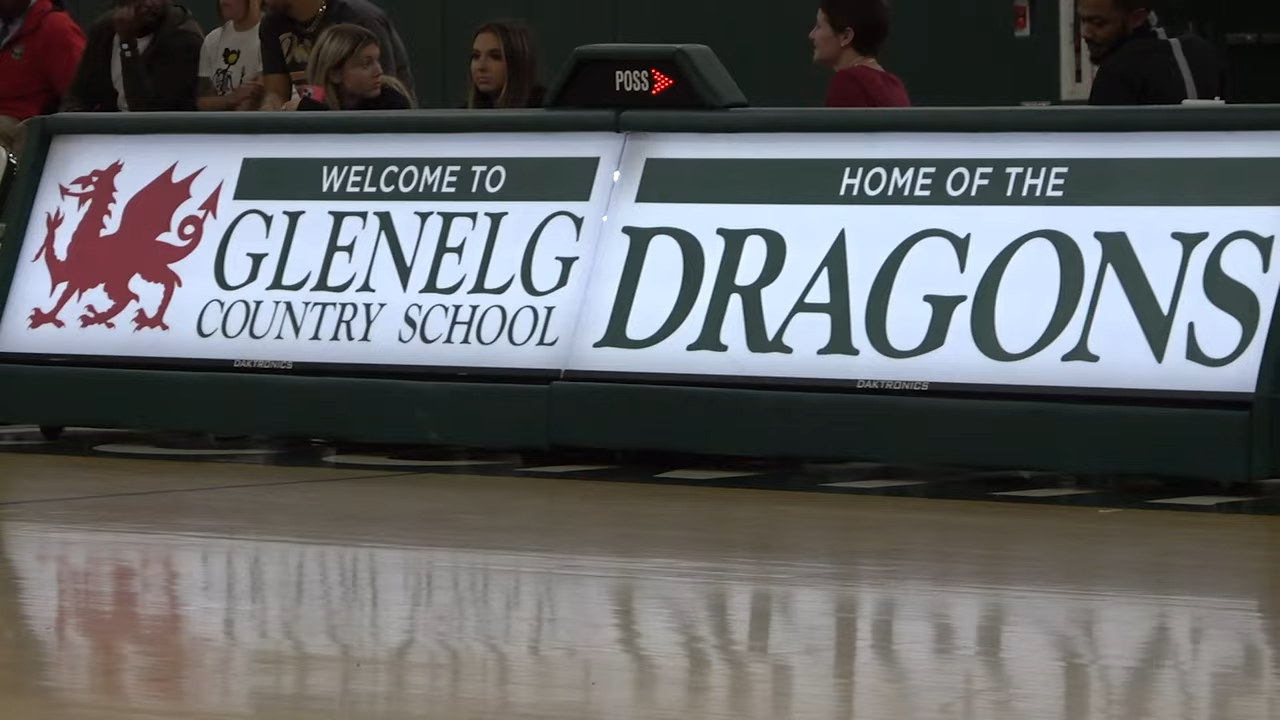 POSS
WELCOME TO
GLENELG
COUNTRY SCHOOL
DAKTRONICS
HOME OF THE
DRAGONS
DAKTRONICS